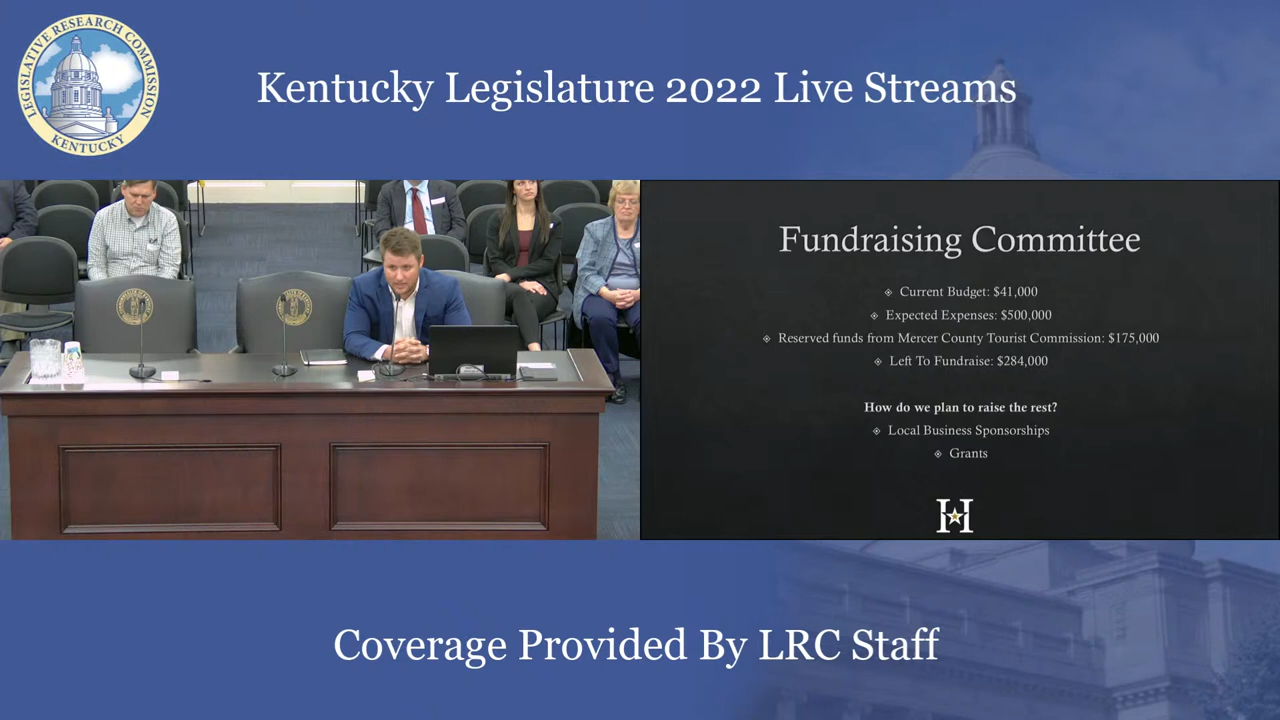 LEGISLATIVE RESEARCH COMMISSION
KENTUCKY
Kentucky Legislature 2022 Live Streams
Fundraising Committee
Current Budget: $41,000
Expected Expenses: $500,000
Reserved funds from Mercer County Tourist Commission: $175,000
Left To Fundraise: $284,000
How do we plan to raise the rest?
Local Business Sponsorships
Grants
H
Coverage Provided By LRC Staff